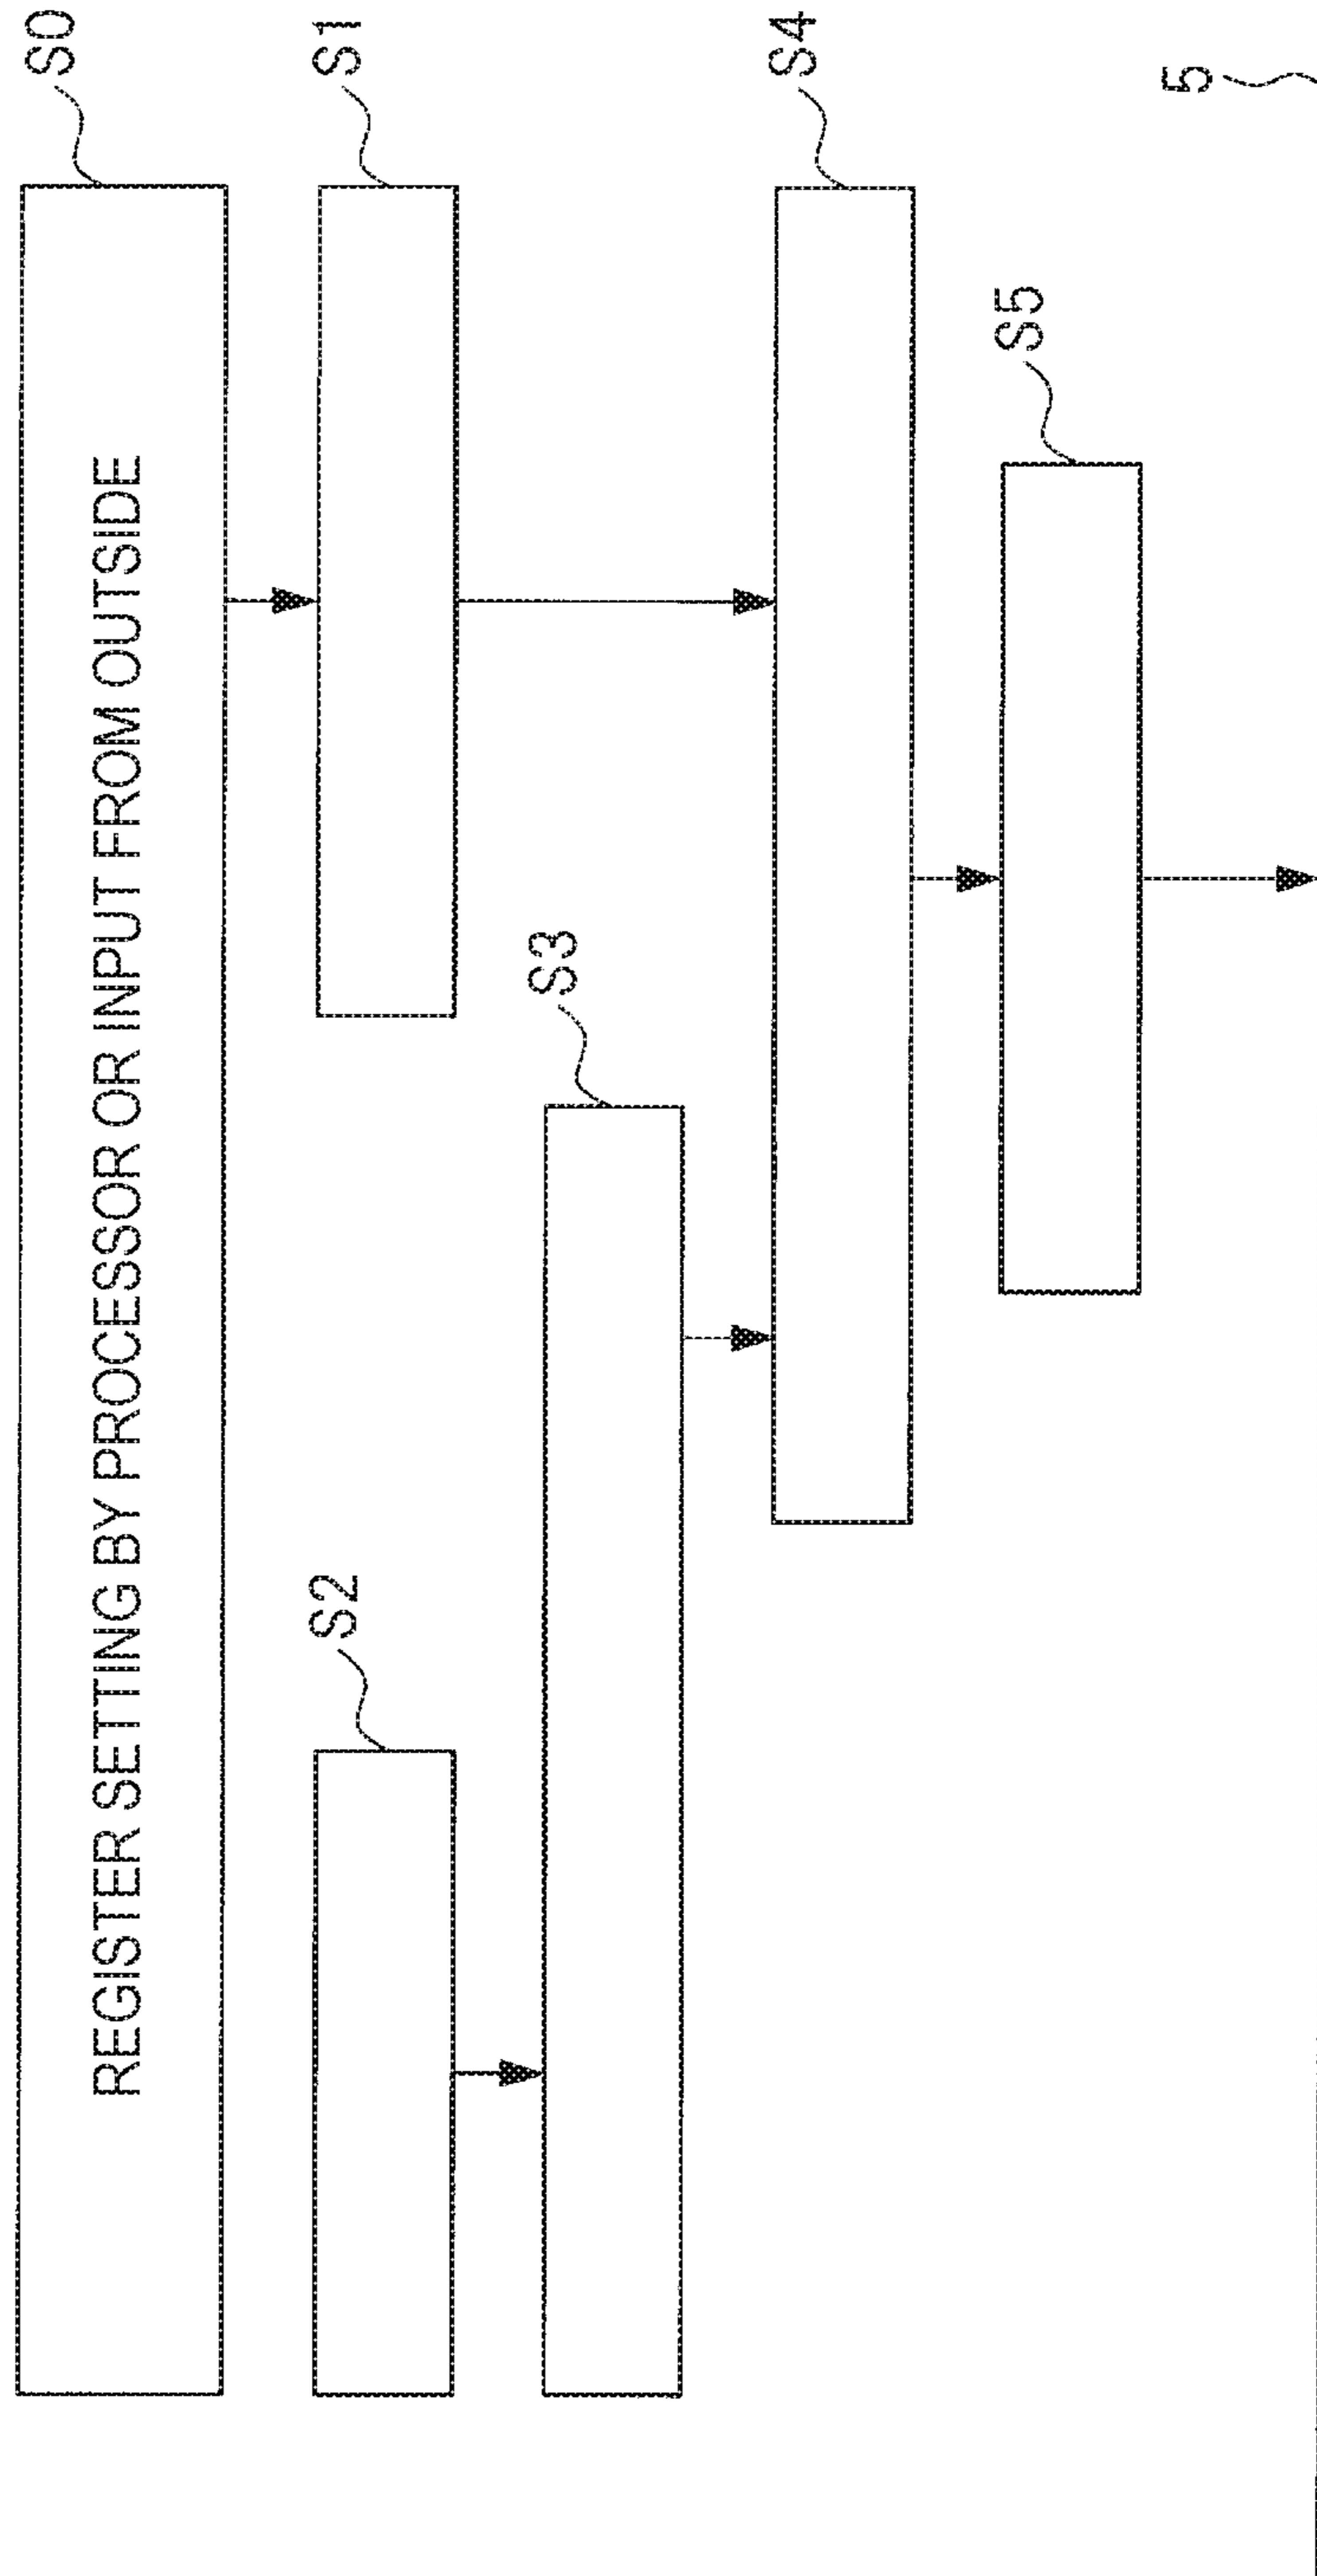 S0
REGISTER SETTING BY PROCESSOR OR INPUT FROM OUTSIDE
S2
S1
S3
S4
S5
5